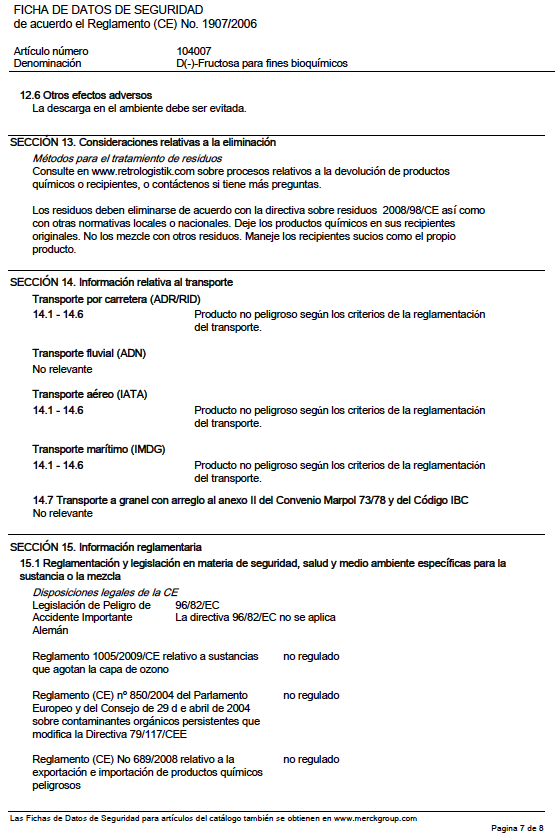 FICHA DE DATOS DE SEGURIDAD
de acuerdo el Reglamento (CE) No. 1907/2006
Artículo número 104007
Denominación D(-)-Fructosa para fines bioquímicos
12.6 Otros efectos adversos
La descarga en el ambiente debe ser evitada.
SECCIÓN 13. Consideraciones relativas a la eliminación
Métodos para el tratamiento de residuos
Consulte en www.retrologistik.com sobre procesos relativos a la devolución de productos
químicos o recipientes, o contáctenos si tiene más preguntas.
Los residuos deben eliminarse de acuerdo con la directiva sobre residuos 2008/98/CE así como
con otras normativas locales o nacionales. Deje los productos químicos en sus recipientes
originales. No los mezcle con otros residuos. Maneje los recipientes sucios como el propio
producto.
SECCIÓN 14. Información relativa al transporte
Transporte por carretera (ADR/RID)
14.1 - 14.6 Producto no peligroso según los criterios de la reglamentación
del transporte.
Transporte fluvial (ADN)
No relevante
Transporte aéreo (IATA)
14.1 - 14.6 Producto no peligroso según los criterios de la reglamentación
del transporte.
Transporte marítimo (IMDG)
14.1 - 14.6 Producto no peligroso según los criterios de la reglamentación
del transporte.
14.7 Transporte a granel con arreglo al anexo II del Convenio Marpol 73/78 y del Código IBC
No relevante
SECCIÓN 15. Información reglamentaria
15.1 Reglamentación y legislación en materia de seguridad, salud y medio ambiente específicas para la
sustancia o la mezcla
Disposiciones legales de la CE
Legislación de Peligro de 96/82/EC
Accidente Importante La directiva 96/82/EC no se aplica
Alemán
Reglamento 1005/2009/CE relativo a sustancias no regulado
que agotan la capa de ozono
Reglamento (CE) nº 850/2004 del Parlamento no regulado
Europeo y del Consejo de 29 d e abril de 2004
sobre contaminantes orgánicos persistentes que
modifica la Directiva 79/117/CEE
Reglamento (CE) No 689/2008 relativo a la no regulado
exportación e importación de productos químicos
peligrosos
Las Fichas de Datos de Seguridad para artículos del catálogo también se obtienen en www.merckgroup.com
Pagina 7 de 8